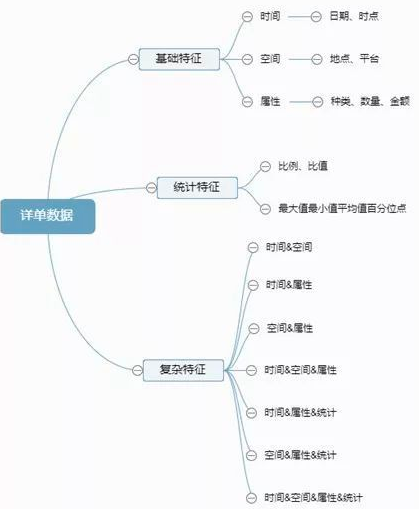 时间
日期、时点
基础特征
空间
地点、平台
属性
种类、数量、金额
比例、比值
统计特征
最大值最小值平均值百分位点
详单数据
时间&空间
时间&属性
空间&属性
复杂特征
时间&空间&属性
时间&属性&统计
空间&属性&统计
时间&空间&属性&统计